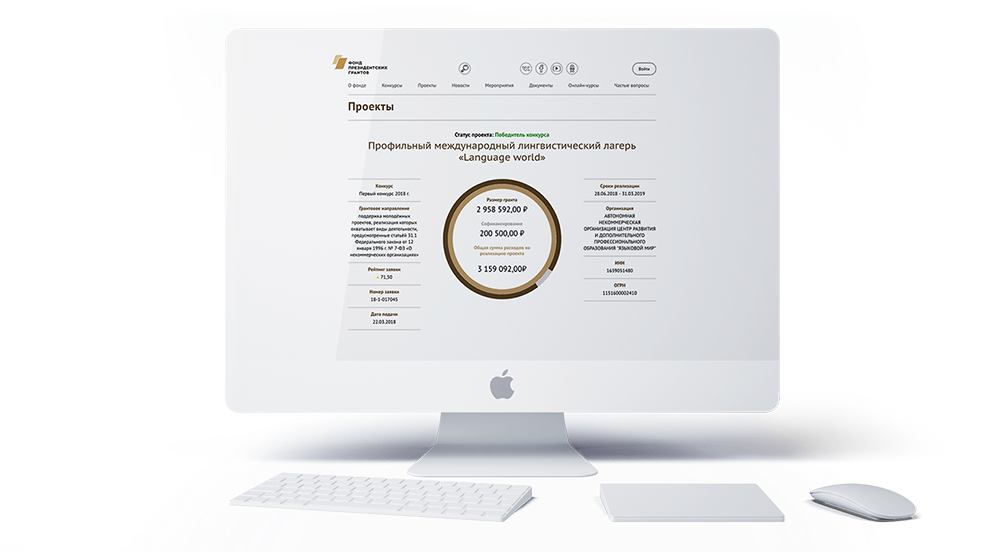 ФОНД
ПРЕЗИДЕНТСКИХ
ГРАНТОВ
Войти
О фонде Конкурсы Проекты Новости Мероприятия Документы Онлайн-курсы Частые вопросы
Проекты
Статус проекта: Победитель конкурса
Профильный международный лингвистический лагерь
«Language world»
Конкурс
Первый конкурс 2018 г.
Грантовое направление
поддержка молодёжных
проектов, реализация которых
охватывает виды деятельности,
предусмотренные статьёй 31.1
Федерального закона от 12
января 1996 г. № 7-ФЗ «О
некоммерческих организациях»
Рейтинг заявки
71,50
Номер заявки
18-1-017045
Дата подачи
22.03.2018
Размер гранта
2 958 592,00 ₽
Софинансирование
200 500,00 ₽
Общая сумма расходов на
реализацию проекта
3 159 092,00₽
Сроки реализации
28.06.2018 - 31.03.2019
Организация
АВТОНОМНАЯ
НЕКОММЕРЧЕСКАЯ
ОРГАНИЗАЦИЯ ЦЕНТР РАЗВИТИЯ
И ДОПОЛНИТЕЛЬНОГО
ПРОФЕССИОНАЛЬНОГО
ОБРАЗОВАНИЯ "ЯЗЫКОВОЙ МИР"
ИНН
1639051480
ОГРН
1151600002410